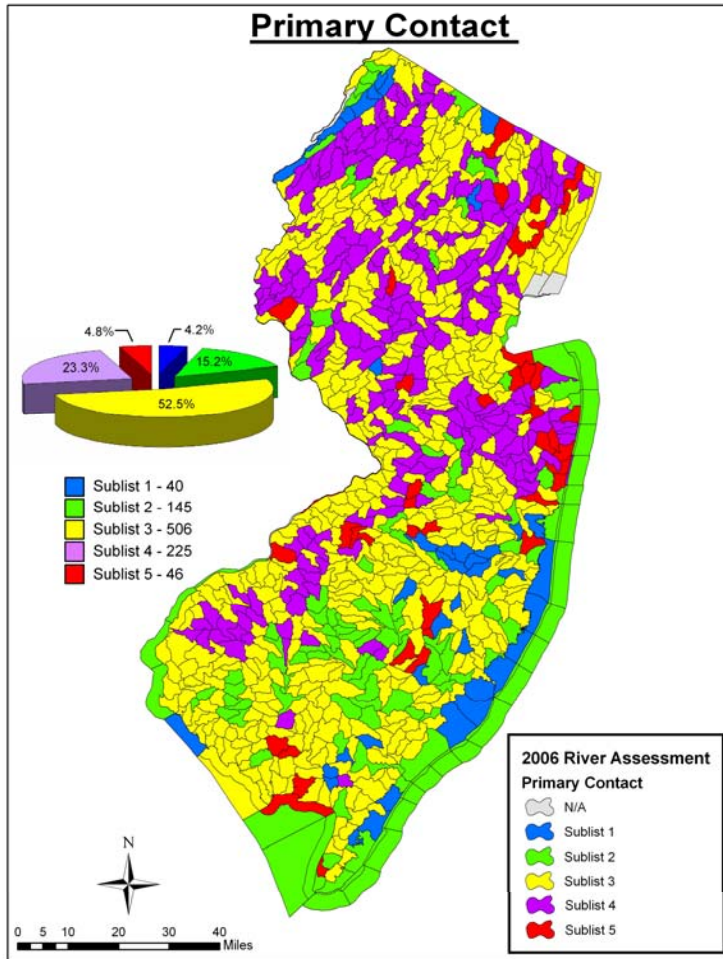 Primary Contact
4.8%
4.2%
23.3%
15.2%
52.5%
Sublist 1 - 40
Sublist 2 - 145
Sublist 3 - 506
Sublist 4 - 225
Sublist 5 - 46
2006 River Assessment
Primary Contact
N/A
Sublist 1
Sublist 2
Sublist 3
Sublist 4
Sublist 5
N
0 5 10 20 30 40
Miles